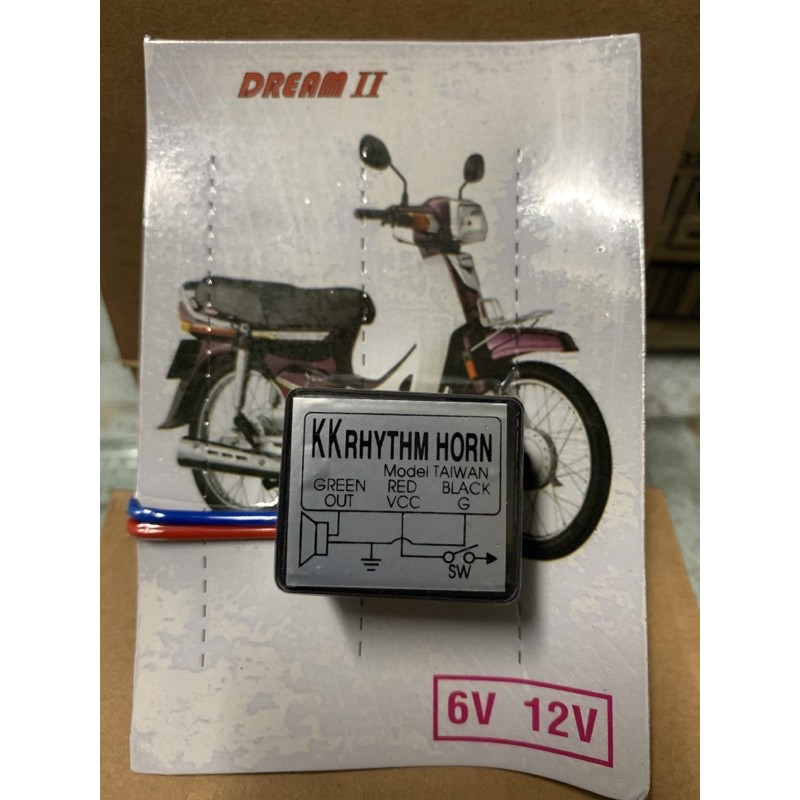 DREAM II
KK RHYTHM HORN
Model TAIWAN
GREEN RED BLACK
OUT VCC G
SW
6V 12V